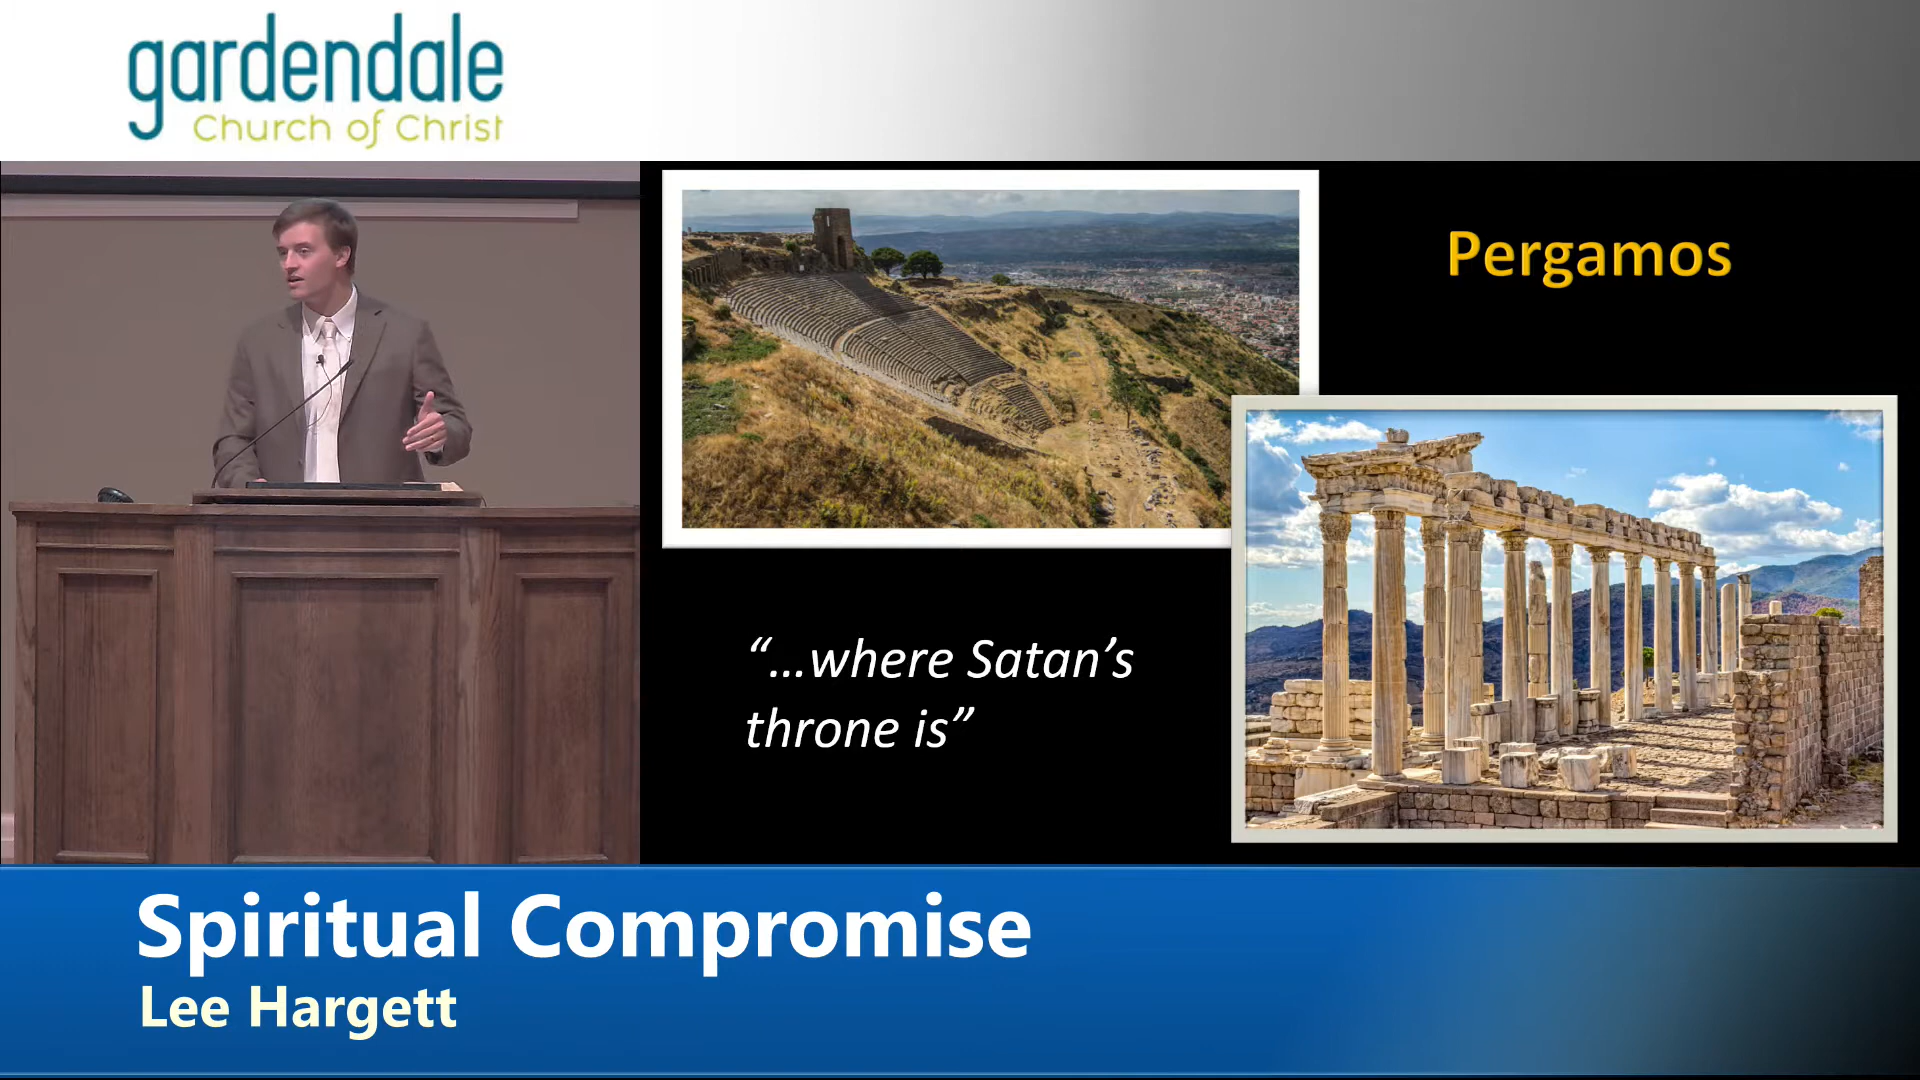 gardendale
Church of Christ
Pergamos
“...where Satan’s
throne is”
Spiritual Compromise
Lee Hargett